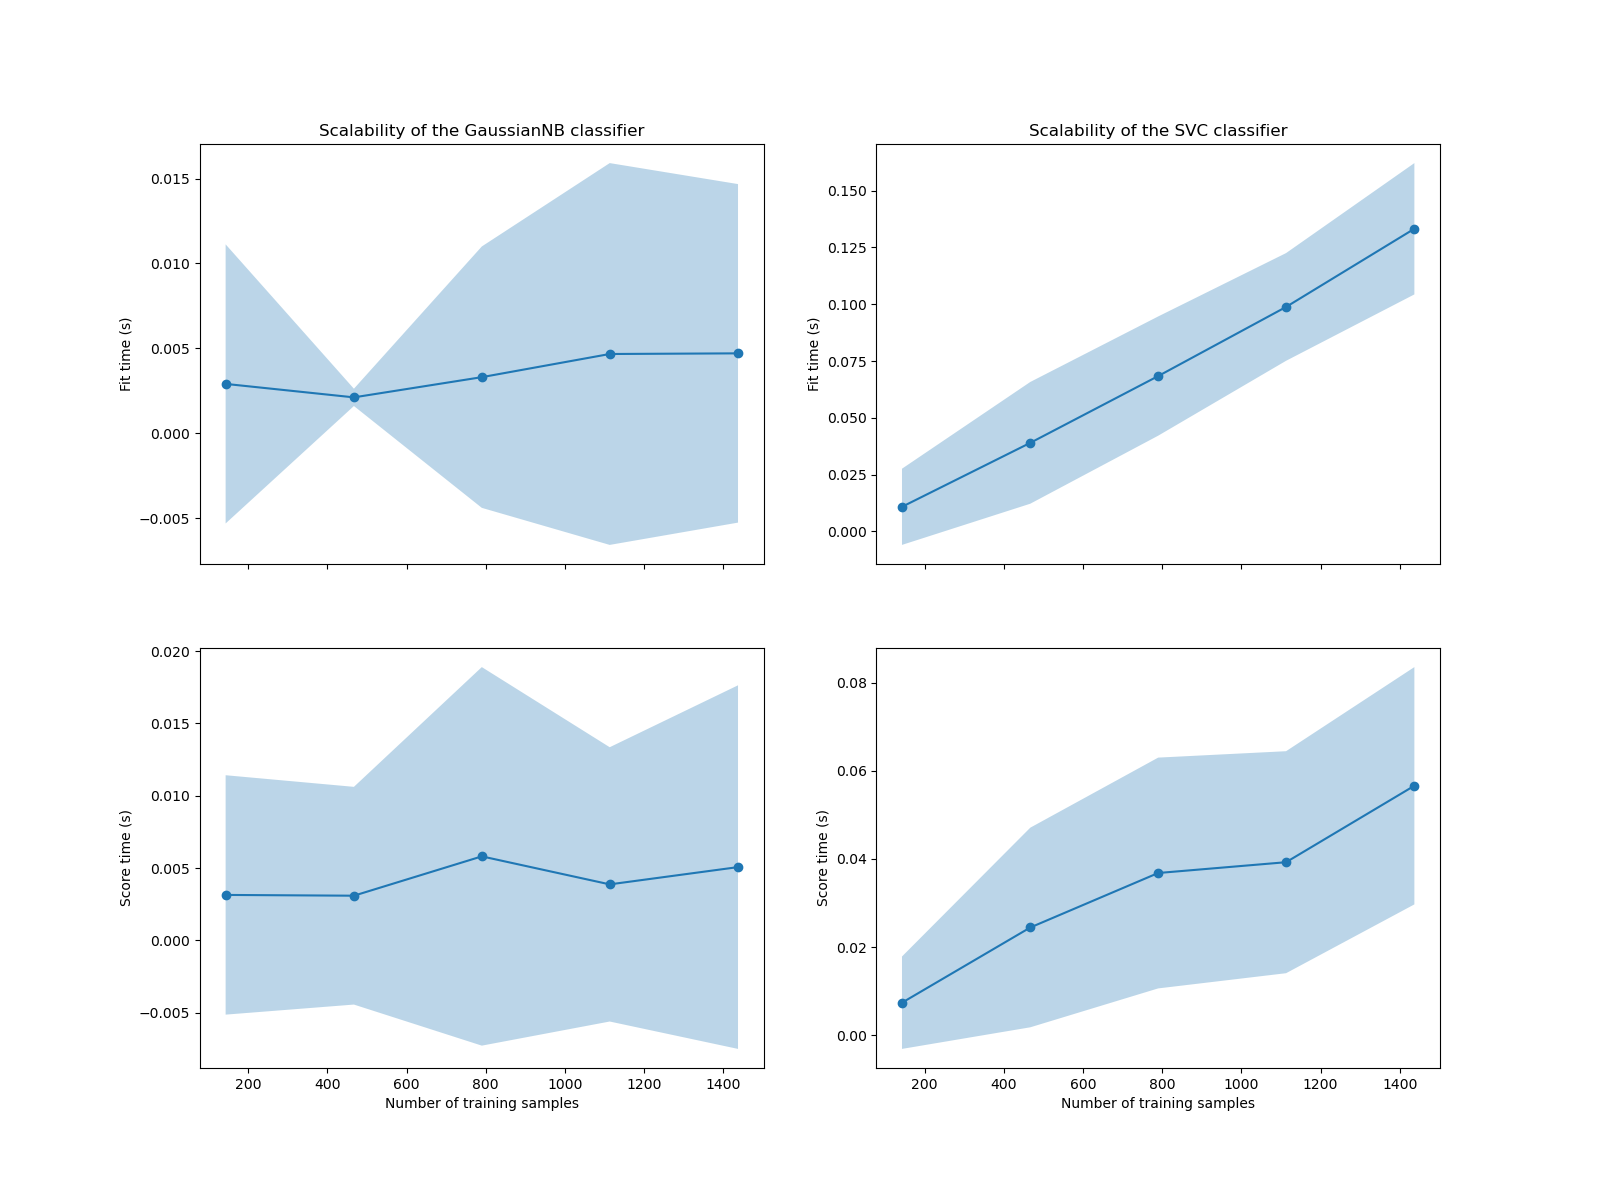 Scalability of the GaussianNB classifier
0.015
0.010
0.005
0.000
−0.005
Fit time (s)
Scalability of the SVC classifier
0.150
0.125
0.100
0.075
0.050
0.025
0.000
Fit time (s)
0.020
0.015
0.010
0.005
0.000
−0.005
Score time (s)
200 400 600 800 1000 1200 1400
Number of training samples
0.08
0.06
0.04
0.02
0.00
Score time (s)
200 400 600 800 1000 1200 1400
Number of training samples